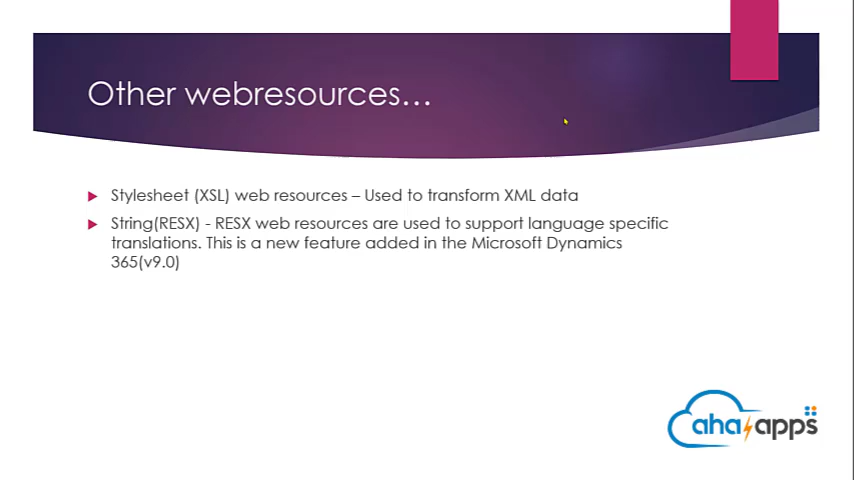 Other webresources...
Stylesheet (XSL) web resources – Used to transform XML data
String(RESX) - RESX web resources are used to support language specific
translations. This is a new feature added in the Microsoft Dynamics
365(v9.0)
aha apps